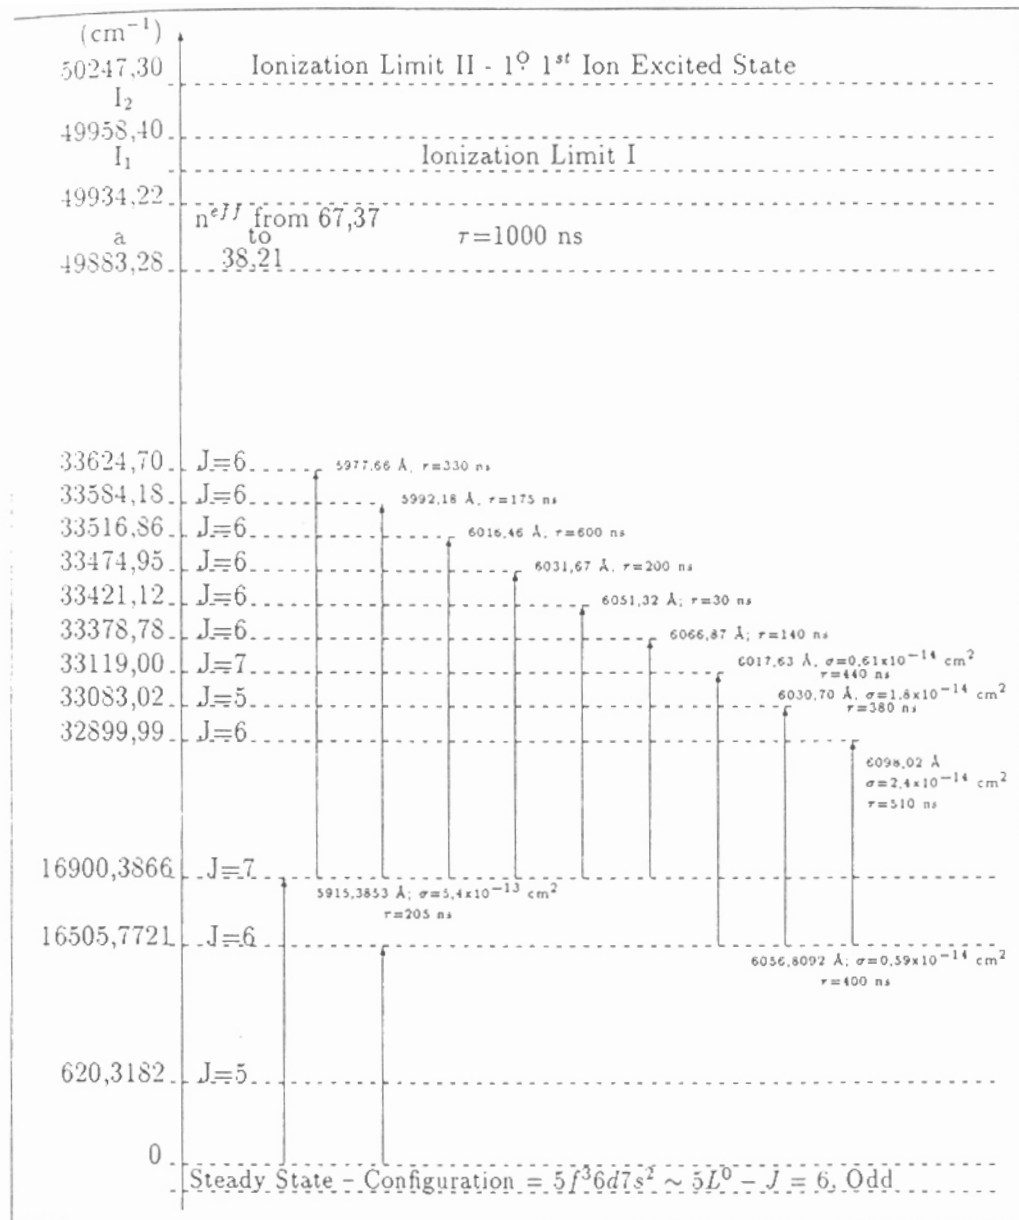 (cm⁻¹)
50247,30 Ionization Limit II - 1º 1ˢᵗ Ion Excited State
I₂
49958,40
I₁ Ionization Limit I
49934,22
nᵉᶠᶠ from 67,37
a to τ=1000 ns
49883,28 38,21
33624,70 J=6 5977,66 Å, τ=330 ns
33584,18 J=6 5992,18 Å, τ=175 ns
33516,86 J=6 6016,46 Å, τ=600 ns
33474,95 J=6 6031,67 Å, τ=200 ns
33421,12 J=6 6051,32 Å; τ=30 ns
33378,78 J=6 6066,87 Å; τ=140 ns
33119,00 J=7 6017,63 Å, σ=0,61x10⁻¹⁴ cm²
τ=440 ns
33083,02 J=5 6030,70 Å, σ=1,8x10⁻¹⁴ cm²
τ=380 ns
32899,99 J=6
6098,02 Å
σ=2,4x10⁻¹⁴ cm²
τ=510 ns
16900,3866 J=7
5915,3853 Å; σ=5,4x10⁻¹³ cm²
τ=205 ns
16505,7721 J=6
6056,8092 Å; σ=0,59x10⁻¹⁴ cm²
τ=400 ns
620,3182 J=5
0
Steady State – Configuration = 5f³6d7s² ~ 5L⁰ – J = 6, Odd